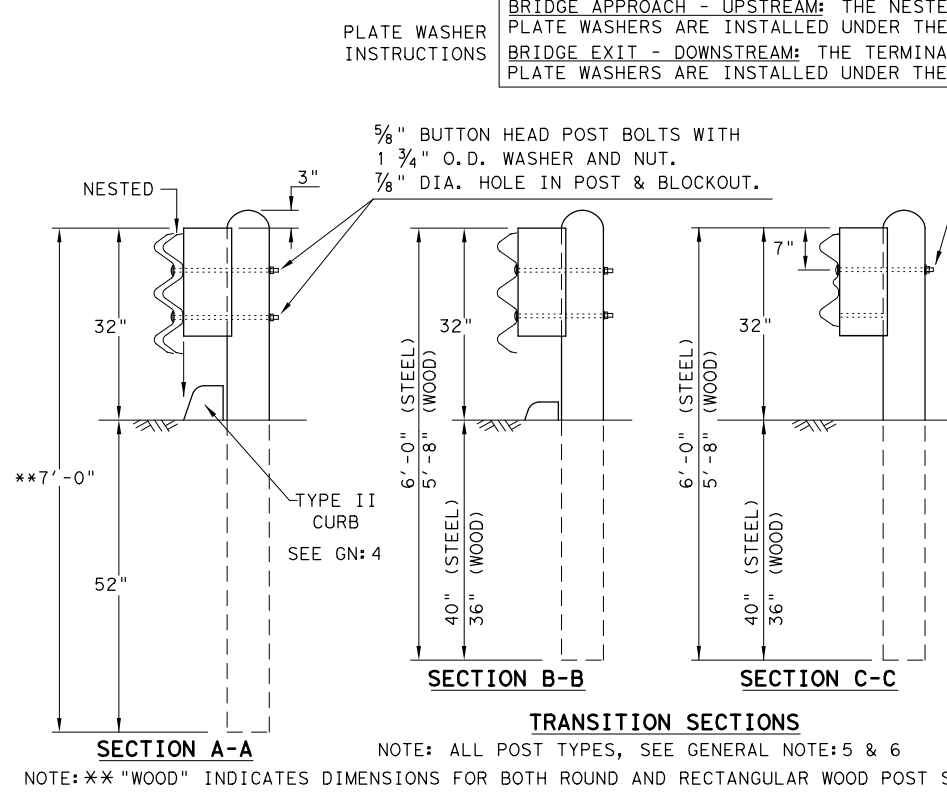 BRIDGE APPROACH - UPSTREAM: THE NESTE
PLATE WASHERS ARE INSTALLED UNDER THE
BRIDGE EXIT - DOWNSTREAM: THE TERMINA
PLATE WASHERS ARE INSTALLED UNDER THE
PLATE WASHER
INSTRUCTIONS
⅝" BUTTON HEAD POST BOLTS WITH
1 ¾" O.D. WASHER AND NUT.
⅞" DIA. HOLE IN POST & BLOCKOUT.
NESTED
3"
32"
**7'-0"
52"
TYPE II
CURB
SEE GN:4
SECTION A-A
32"
6'-0" (STEEL)
5'-8" (WOOD)
40" (STEEL)
36" (WOOD)
SECTION B-B
7"
32"
6'-0" (STEEL)
5'-8" (WOOD)
40" (STEEL)
36" (WOOD)
SECTION C-C
TRANSITION SECTIONS
NOTE: ALL POST TYPES, SEE GENERAL NOTE:5 & 6
NOTE:** "WOOD" INDICATES DIMENSIONS FOR BOTH ROUND AND RECTANGULAR WOOD POST S